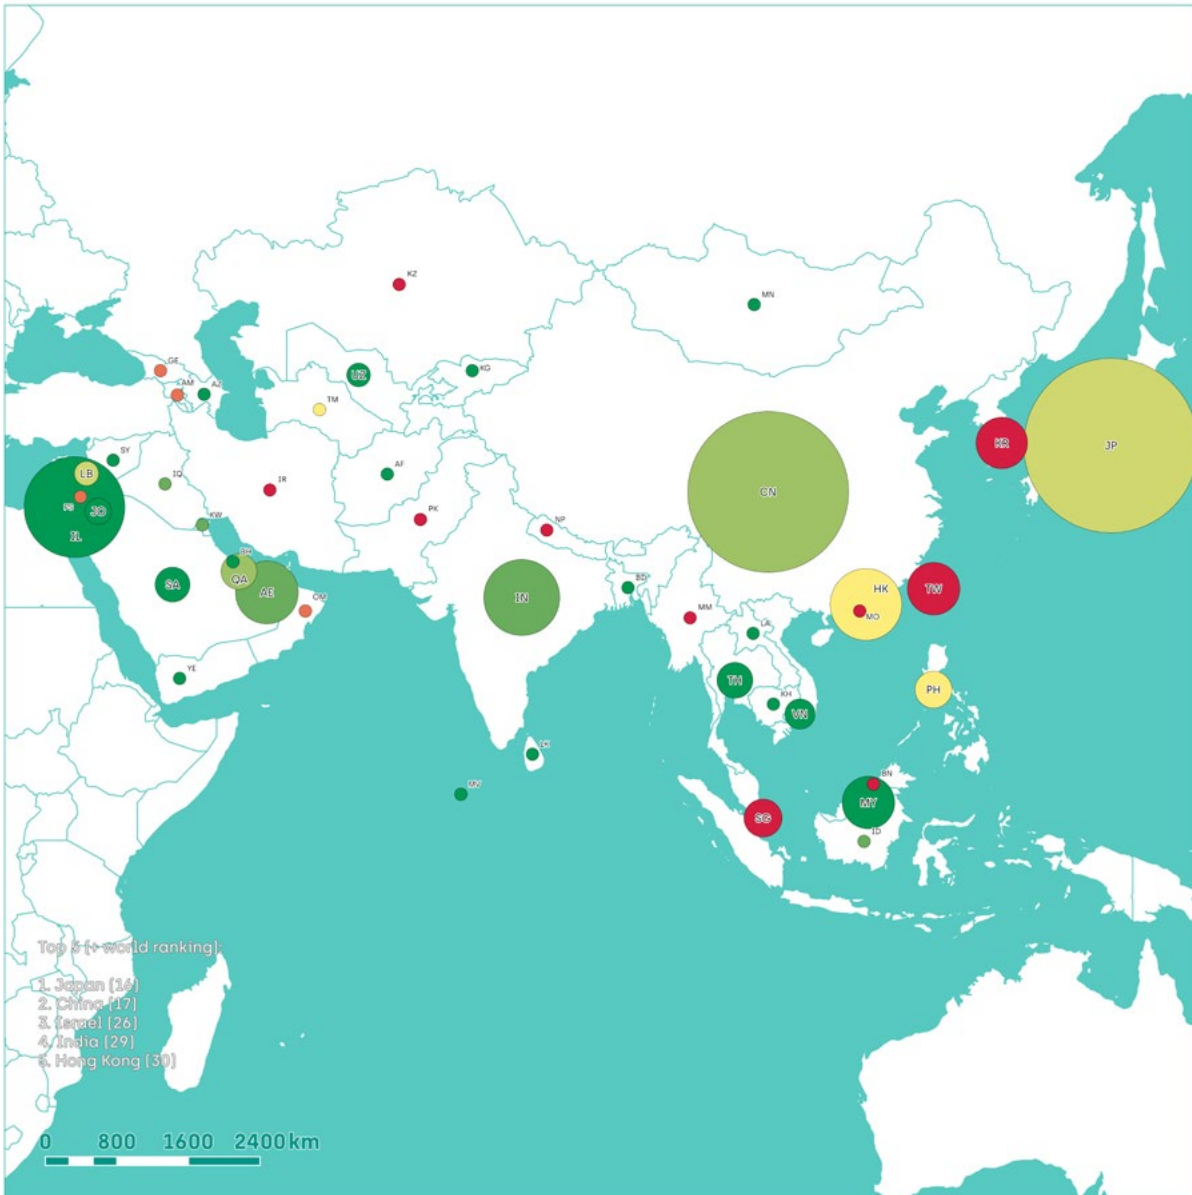 KZ
MN
GE
AM
AJ
UZ
KG
TM
KR
JP
SY
LB
IQ
IR
AF
CN
PS
JO
IL
KW
PK
NP
BH
QA
SA
AE
OM
IN
BD
MM
HK
MO
TW
LA
YE
TH
KH
VN
PH
LK
MV
BN
MY
SG
ID
Top 5 (+ world ranking):
1. Japan (16)
2. China (17)
3. Israel (26)
4. India (29)
5. Hong Kong (30)
0 800 1600 2400km